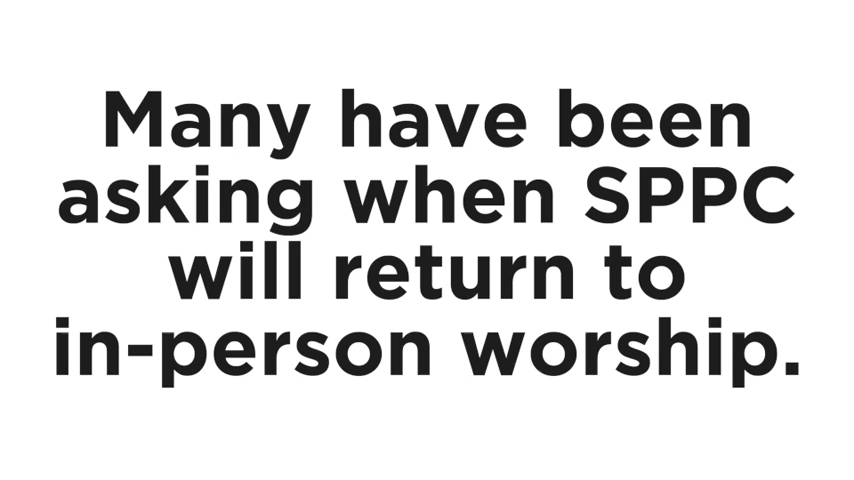 Many have been
asking when SPPC
will return to
in-person worship.